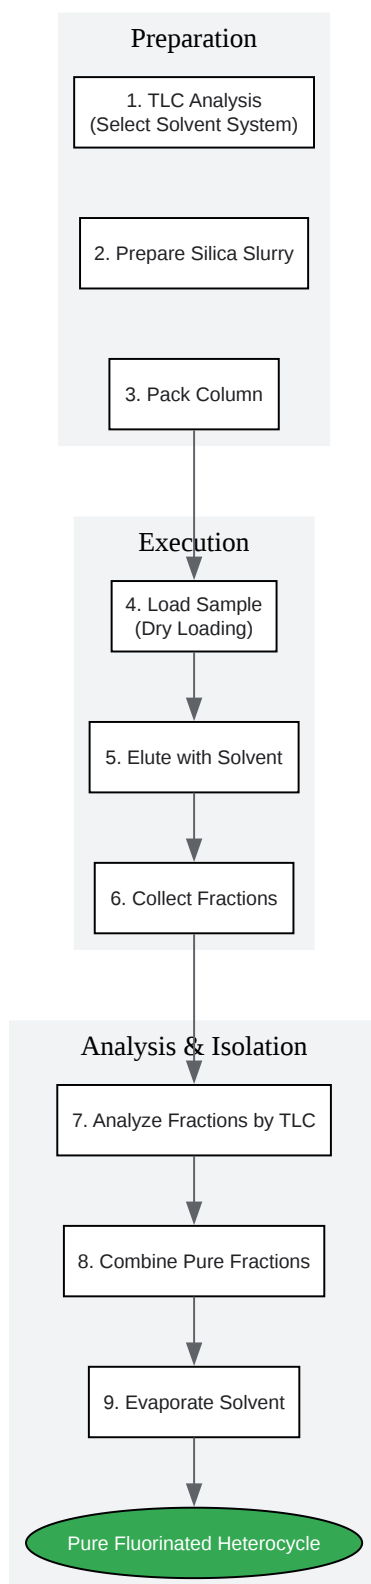 Preparation
1. TLC Analysis
(Select Solvent System)
2. Prepare Silica Slurry
3. Pack Column
Execution
4. Load Sample
(Dry Loading)
5. Elute with Solvent
6. Collect Fractions
Analysis & Isolation
7. Analyze Fractions by TLC
8. Combine Pure Fractions
9. Evaporate Solvent
Pure Fluorinated Heterocycle